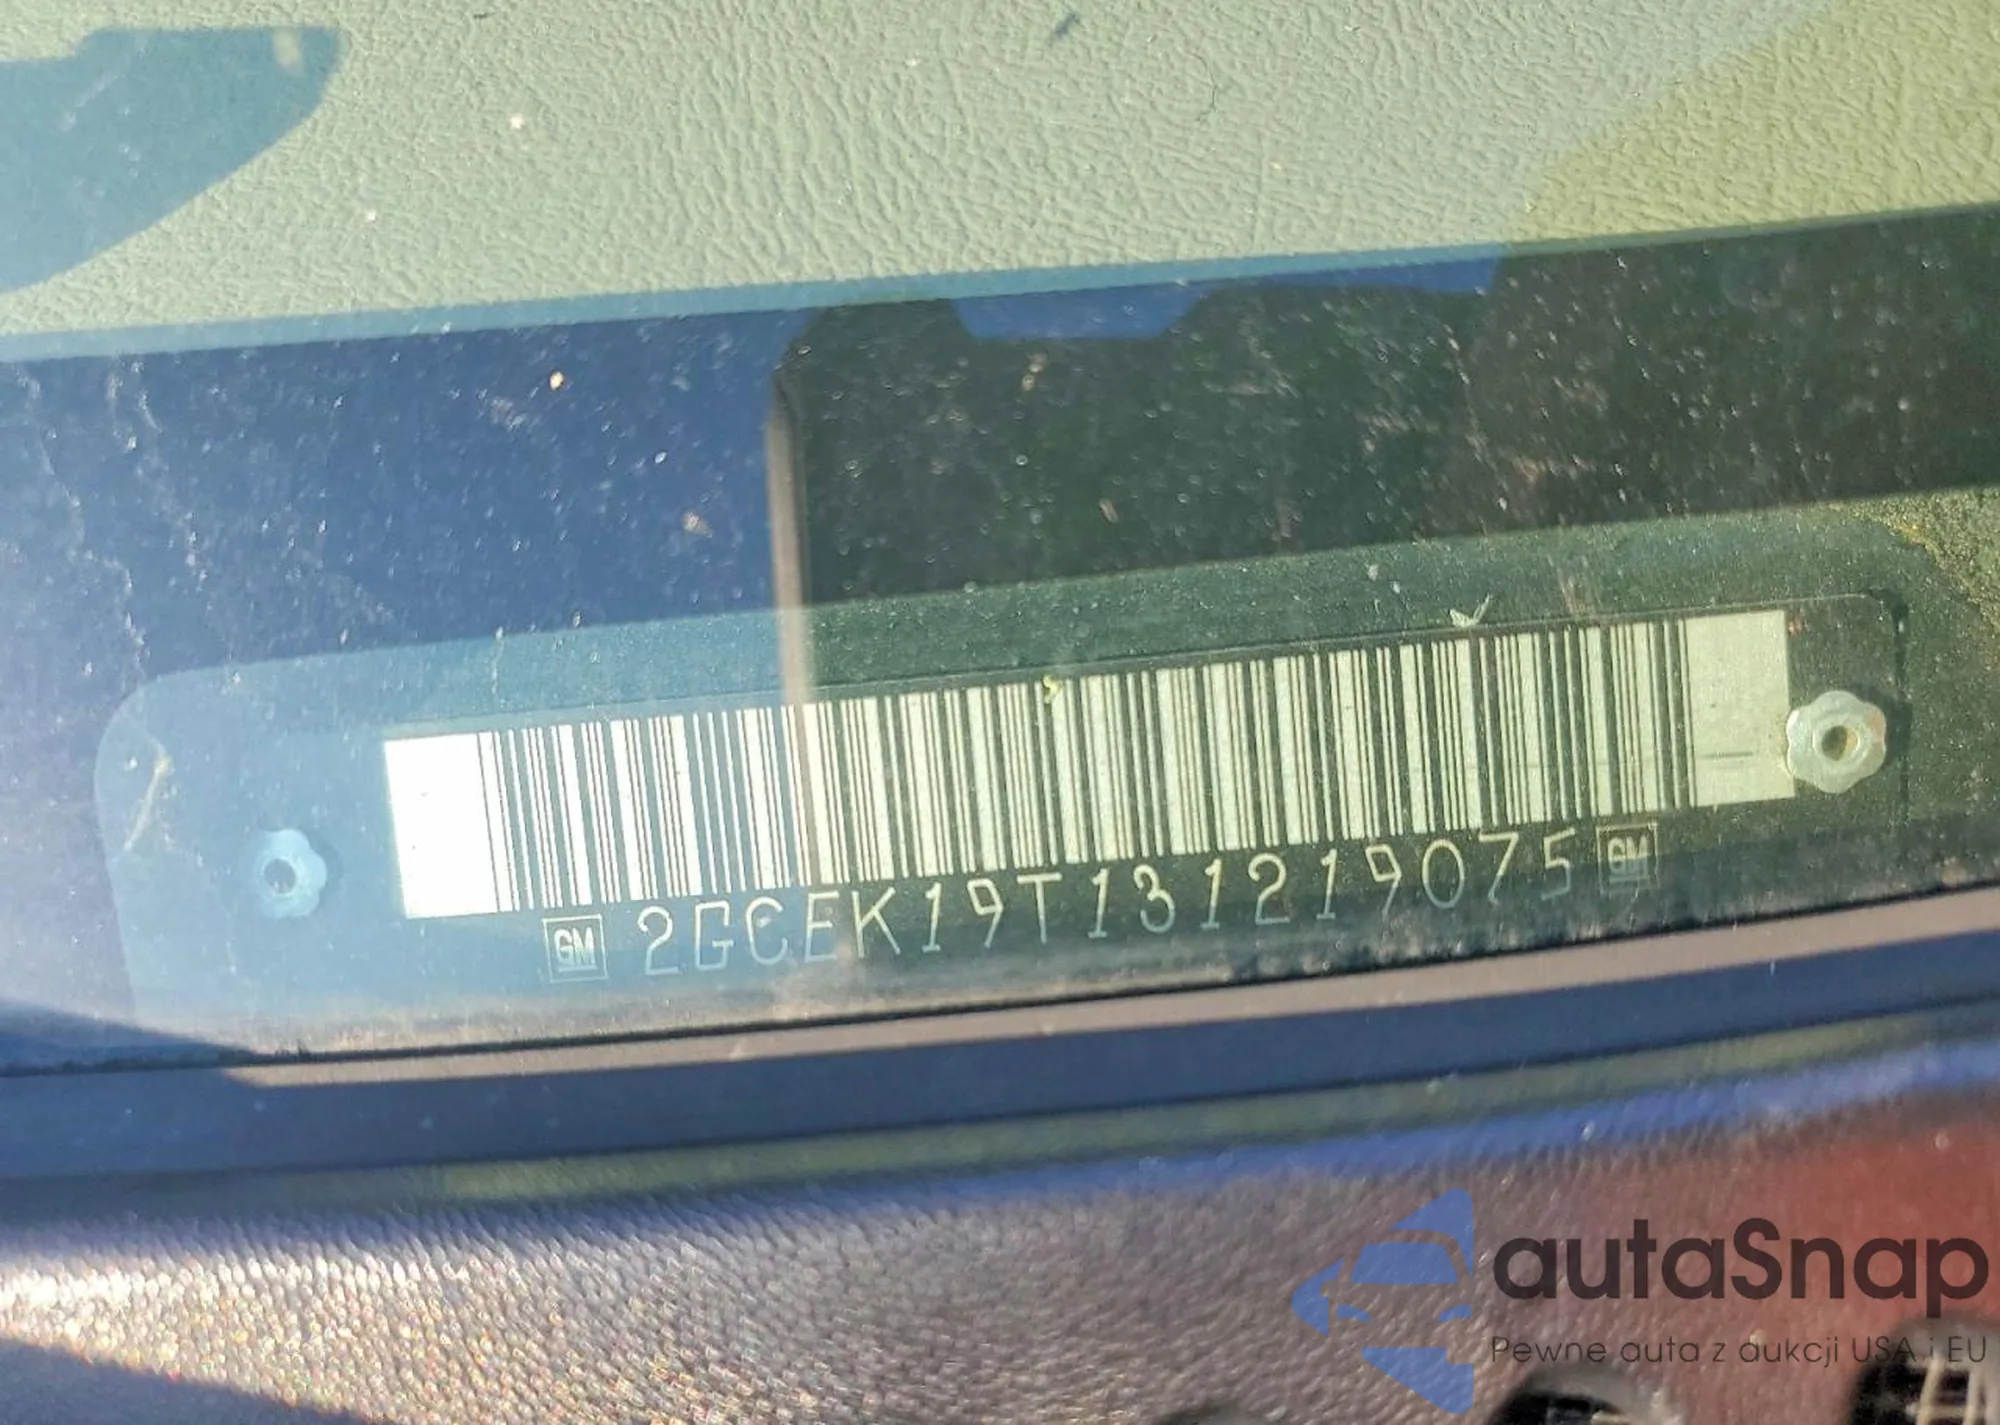 GM 2GCEK19T131219075 GM
autaSnap
Pewne auta z aukcji USA i EU